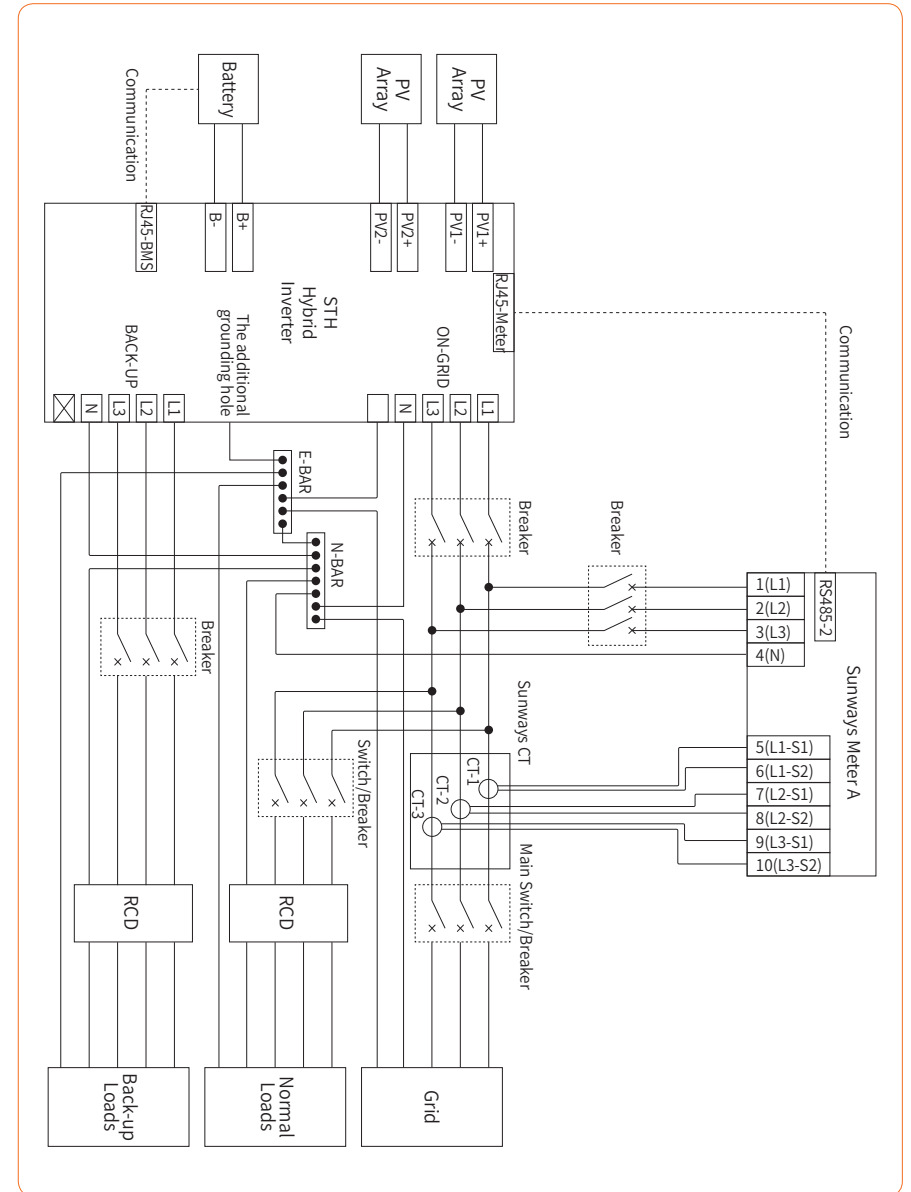 Battery
PV
Array
PV
Array
Communication
RJ45-BMS
B-
B+
PV2-
PV2+
PV1-
PV1+
RJ45-Meter
STH
Hybrid
Inverter
BACK-UP
The additional
grounding hole
ON-GRID
N
L3
L2
L1
N
L3
L2
L1
Communication
E-BAR
N-BAR
Breaker
Breaker
Breaker
RS485-2
1(L1)
2(L2)
3(L3)
4(N)
Sunways Meter A
5(L1-S1)
6(L1-S2)
7(L2-S1)
8(L2-S2)
9(L3-S1)
10(L3-S2)
Sunways CT
CT-1
CT-2
CT-3
Switch/Breaker
Main Switch/Breaker
RCD
RCD
Back-up
Loads
Normal
Loads
Grid